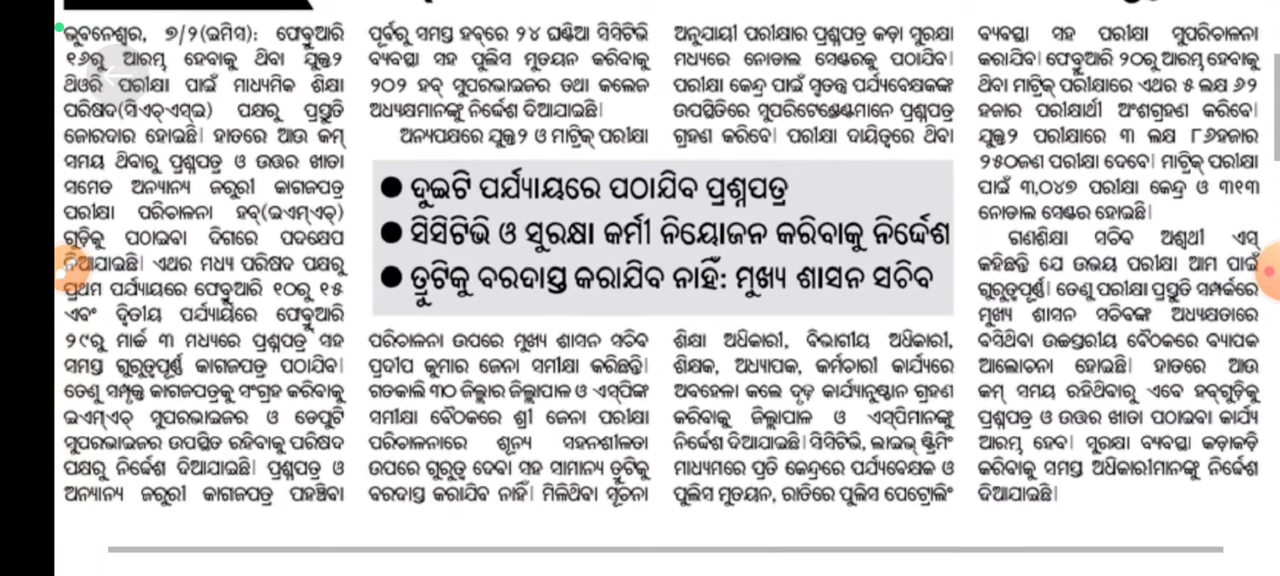 ଭୁବନେଶ୍ୱର, ୭/୨(ଇମିସ): ଫେବ୍ରୁଆରି
୧୬ରୁ ଆରମ୍ଭ ହେବାକୁ ଥିବା ଯୁକ୍ତ୨
ଥିଓରି ପରୀକ୍ଷା ପାଇଁ ମାଧ୍ୟମିକ ଶିକ୍ଷା
ପରିଷଦ(ସିଏଚ୍‌ଏସ୍‌ଇ) ପକ୍ଷରୁ ପ୍ରସ୍ତୁତି
ଜୋରଦାର ହୋଇଛି। ହାତରେ ଆଉ କମ୍
ସମୟ ଥିବାରୁ ପ୍ରଶ୍ନପତ୍ର ଓ ଉତ୍ତର ଖାତା
ସମେତ ଅନ୍ୟାନ୍ୟ ଜରୁରୀ କାଗଜପତ୍ର
ପରୀକ୍ଷା ପରିଚାଳନା ହବ୍(ଇଏମ୍‌ଏଚ୍)
ଗୁଡ଼ିକୁ ପଠାଇବା ଦିଗରେ ପଦକ୍ଷେପ
ନିଆଯାଇଛି। ଏଥର ମଧ୍ୟ ପରିଷଦ ପକ୍ଷରୁ
ପ୍ରଥମ ପର୍ଯ୍ୟାୟରେ ଫେବ୍ରୁଆରି ୧୦ରୁ ୧୫
ଏବଂ ଦ୍ୱିତୀୟ ପର୍ଯ୍ୟାୟରେ ଫେବ୍ରୁଆରି
୨୯ରୁ ମାର୍ଚ୍ଚ ୩ ମଧ୍ୟରେ ପ୍ରଶ୍ନପତ୍ର ସହ
ସମସ୍ତ ଗୁରୁତ୍ୱପୂର୍ଣ୍ଣ କାଗଜପତ୍ର ପଠାଯିବ।
ତେଣୁ ସମ୍ପୃକ୍ତ କାଗଜପତ୍ରକୁ ସଂଗ୍ରହ କରିବାକୁ
ଇଏମ୍‌ଏଚ୍ ସୁପରଭାଇଜର ଓ ଡେପୁଟି
ସୁପରଭାଇଜର ଉପସ୍ଥିତ ରହିବାକୁ ପରିଷଦ
ପକ୍ଷରୁ ନିର୍ଦ୍ଦେଶ ଦିଆଯାଇଛି। ପ୍ରଶ୍ନପତ୍ର ଓ
ଅନ୍ୟାନ୍ୟ ଜରୁରୀ କାଗଜପତ୍ର ପହଞ୍ଚିବା
ପୂର୍ବରୁ ସମସ୍ତ ହବ୍‌ରେ ୨୪ ଘଣ୍ଟିଆ ସିସିଟିଭି
ବ୍ୟବସ୍ଥା ସହ ପୁଲିସ ମୁତୟନ କରିବାକୁ
୨୦୨ ହବ୍ ସୁପରଭାଇଜର ତଥା କଲେଜ
ଅଧ୍ୟକ୍ଷମାନଙ୍କୁ ନିର୍ଦ୍ଦେଶ ଦିଆଯାଇଛି।
ଅନ୍ୟପକ୍ଷରେ ଯୁକ୍ତ୨ ଓ ମାଟ୍ରିକ୍ ପରୀକ୍ଷା
● ଦୁଇଟି ପର୍ଯ୍ୟାୟରେ ପଠାଯିବ ପ୍ରଶ୍ନପତ୍ର
● ସିସିଟିଭି ଓ ସୁରକ୍ଷା କର୍ମୀ ନିୟୋଜନ କରିବାକୁ ନିର୍ଦ୍ଦେଶ
● ତ୍ରୁଟିକୁ ବରଦାସ୍ତ କରାଯିବ ନାହିଁ: ମୁଖ୍ୟ ଶାସନ ସଚିବ
ପରିଚାଳନା ଉପରେ ମୁଖ୍ୟ ଶାସନ ସଚିବ
ପ୍ରଦୀପ କୁମାର ଜେନା ସମୀକ୍ଷା କରିଛନ୍ତି।
ଗତକାଲି ୩୦ ଜିଲ୍ଲାର ଜିଲ୍ଲାପାଳ ଓ ଏସ୍‌ପିଙ୍କ
ସମୀକ୍ଷା ବୈଠକରେ ଶ୍ରୀ ଜେନା ପରୀକ୍ଷା
ପରିଚାଳନାରେ ଶୂନ୍ୟ ସହନଶୀଳତା
ଉପରେ ଗୁରୁତ୍ୱ ଦେବା ସହ ସାମାନ୍ୟ ତ୍ରୁଟିକୁ
ବରଦାସ୍ତ କରାଯିବ ନାହିଁ। ମିଳିଥିବା ସୂଚନା
ଅନୁଯାୟୀ ପରୀକ୍ଷାର ପ୍ରଶ୍ନପତ୍ର କଡ଼ା ସୁରକ୍ଷା
ମଧ୍ୟରେ ନୋଡାଲ ସେଣ୍ଟରକୁ ପଠାଯିବ।
ପରୀକ୍ଷା କେନ୍ଦ୍ର ପାଇଁ ସ୍ୱତନ୍ତ୍ର ପର୍ଯ୍ୟବେକ୍ଷକଙ୍କ
ଉପସ୍ଥିତିରେ ସୁପରିଟେଣ୍ଡେଣ୍ଟମାନେ ପ୍ରଶ୍ନପତ୍ର
ଗ୍ରହଣ କରିବେ। ପରୀକ୍ଷା ଦାୟିତ୍ୱରେ ଥିବା
ଶିକ୍ଷା ଅଧିକାରୀ, ବିଭାଗୀୟ ଅଧିକାରୀ,
ଶିକ୍ଷକ, ଅଧ୍ୟାପକ, କର୍ମଚାରୀ କାର୍ଯ୍ୟରେ
ଅବହେଳା କଲେ ଦୃଢ଼ କାର୍ଯ୍ୟାନୁଷ୍ଠାନ ଗ୍ରହଣ
କରିବାକୁ ଜିଲ୍ଲାପାଳ ଓ ଏସ୍‌ପିମାନଙ୍କୁ
ନିର୍ଦ୍ଦେଶ ଦିଆଯାଇଛି। ସିସିଟିଭି, ଲାଇଭ୍ ଷ୍ଟ୍ରିମିଂ
ମାଧ୍ୟମରେ ପ୍ରତି କେନ୍ଦ୍ରରେ ପର୍ଯ୍ୟବେକ୍ଷକ ଓ
ପୁଲିସ ମୁତୟନ, ରାତିରେ ପୁଲିସ ପେଟ୍ରୋଲିଂ
ବ୍ୟବସ୍ଥା ସହ ପରୀକ୍ଷା ସୁପରିଚାଳନା
କରାଯିବ। ଫେବ୍ରୁଆରି ୨୦ରୁ ଆରମ୍ଭ ହେବାକୁ
ଥିବା ମାଟ୍ରିକ୍ ପରୀକ୍ଷାରେ ଏଥର ୫ ଲକ୍ଷ ୬୨
ହଜାର ପରୀକ୍ଷାର୍ଥୀ ଅଂଶଗ୍ରହଣ କରିବେ।
ଯୁକ୍ତ୨ ପରୀକ୍ଷାରେ ୩ ଲକ୍ଷ ୮୬ହଜାର
୨୫୦ଜଣ ପରୀକ୍ଷା ଦେବେ। ମାଟ୍ରିକ୍ ପରୀକ୍ଷା
ପାଇଁ ୩,୦୪୭ ପରୀକ୍ଷା କେନ୍ଦ୍ର ଓ ୩୧୩
ନୋଡାଲ ସେଣ୍ଟର ହୋଇଛି।
ଗଣଶିକ୍ଷା ସଚିବ ଅଶ୍ୱଥୀ ଏସ୍
କହିଛନ୍ତି ଯେ ଉଭୟ ପରୀକ୍ଷା ଆମ ପାଇଁ
ଗୁରୁତ୍ୱପୂର୍ଣ୍ଣ। ତେଣୁ ପରୀକ୍ଷା ପ୍ରସ୍ତୁତି ସମ୍ପର୍କରେ
ମୁଖ୍ୟ ଶାସନ ସଚିବଙ୍କ ଅଧ୍ୟକ୍ଷତାରେ
ବସିଥିବା ଉଚ୍ଚସ୍ତରୀୟ ବୈଠକରେ ବ୍ୟାପକ
ଆଲୋଚନା ହୋଇଛି। ହାତରେ ଆଉ
କମ୍ ସମୟ ରହିଥିବାରୁ ଏବେ ହବ୍‌ଗୁଡ଼ିକୁ
ପ୍ରଶ୍ନପତ୍ର ଓ ଉତ୍ତର ଖାତା ପଠାଇବା କାର୍ଯ୍ୟ
ଆରମ୍ଭ ହେବ। ସୁରକ୍ଷା ବ୍ୟବସ୍ଥା କଡ଼ାକଡ଼ି
କରିବାକୁ ସମସ୍ତ ଅଧିକାରୀମାନଙ୍କୁ ନିର୍ଦ୍ଦେଶ
ଦିଆଯାଇଛି।